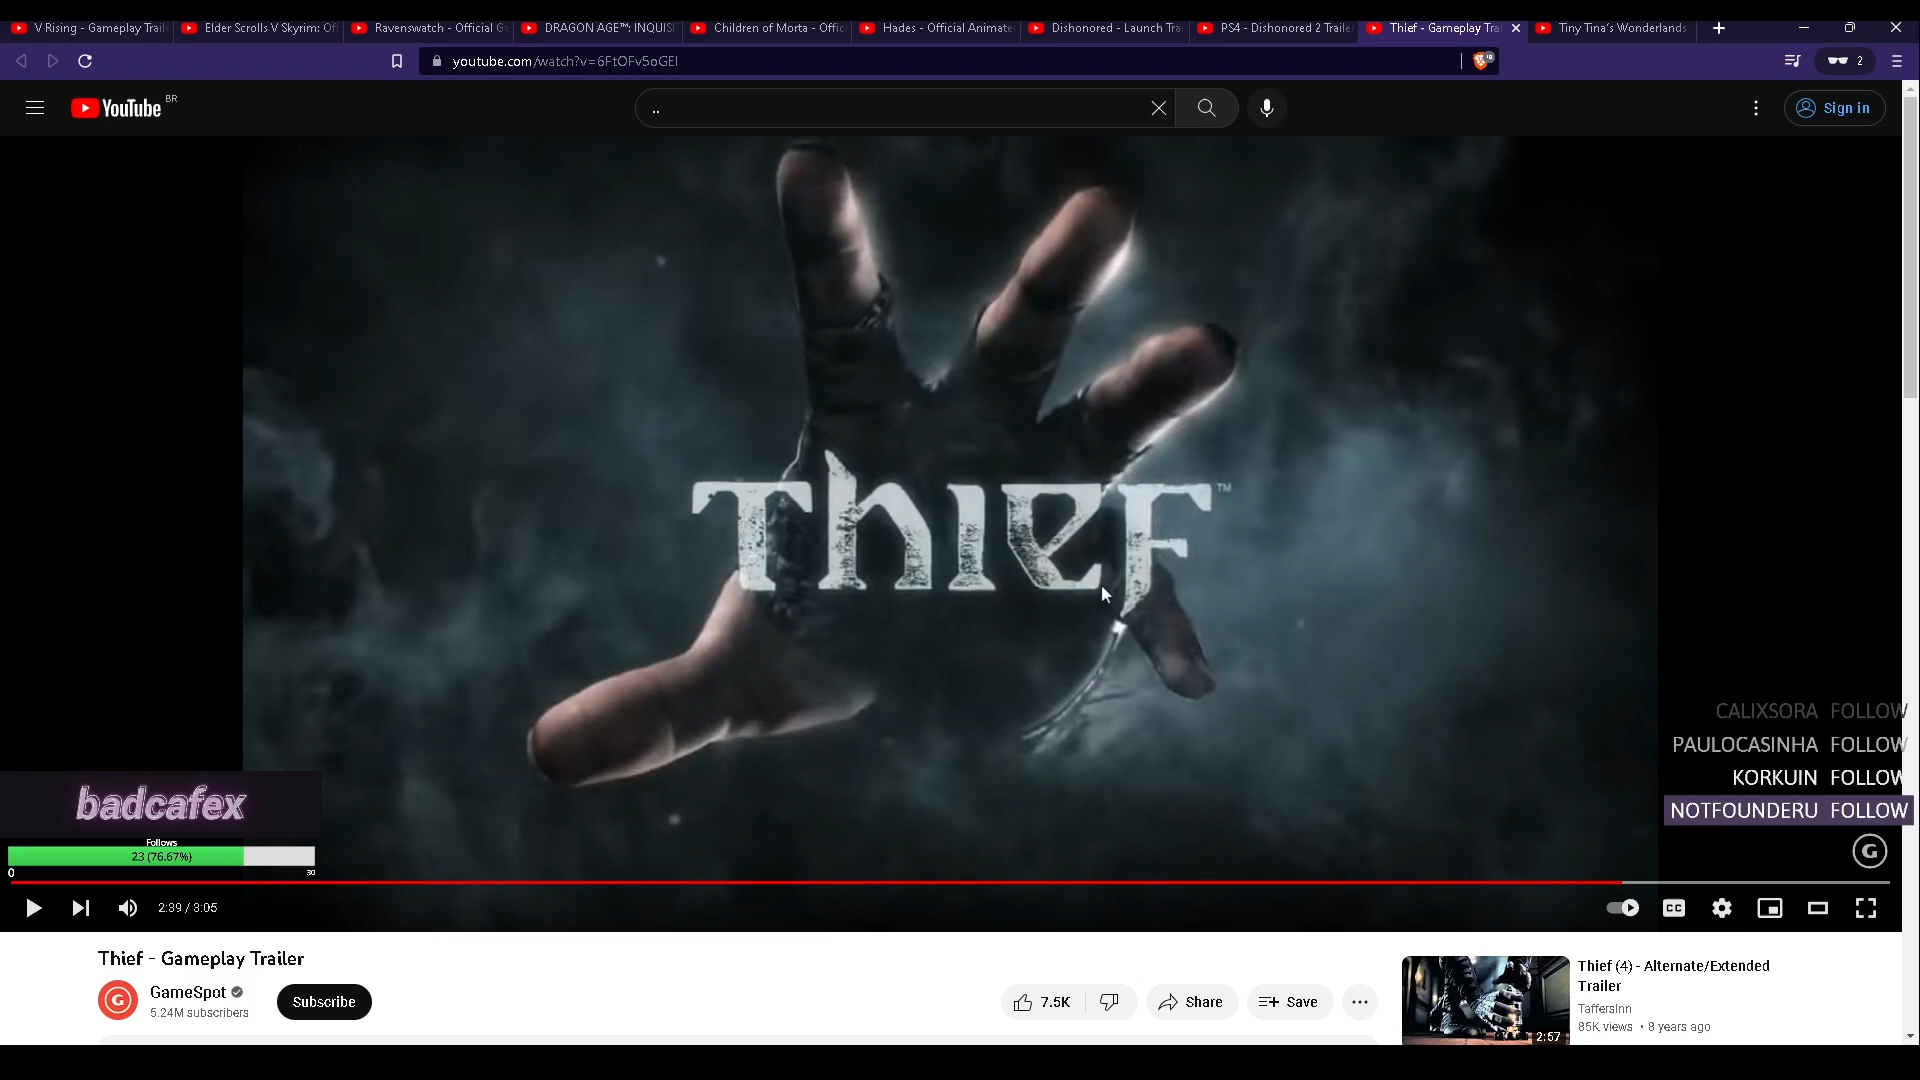 V Rising - Gameplay Trail
Elder Scrolls V Skyrim: Of
Ravenswatch - Official G
DRAGON AGE™: INQUIS
Children of Morta - Offic
Hades - Official Animate
Dishonored - Launch Tra
PS4 - Dishonored 2 Trailer
Thief - Gameplay Tra
Tiny Tina's Wonderlands
youtube.com/watch?v=6FtOFv5oGEI
2
YouTube BR
..
Sign in
Thief™
CALIXSORA FOLLOW
PAULOCASINHA FOLLOW
KORKUIN FOLLOW
NOTFOUNDERU FOLLOW
badcafex
Follows
23 (76.67%)
0 30
G
2:39 / 3:05
CC
Thief - Gameplay Trailer
GameSpot
5.24M subscribers
Subscribe
7.5K
Share
Save
Thief (4) - Alternate/Extended
Trailer
TaffersInn
85K views • 8 years ago
2:57